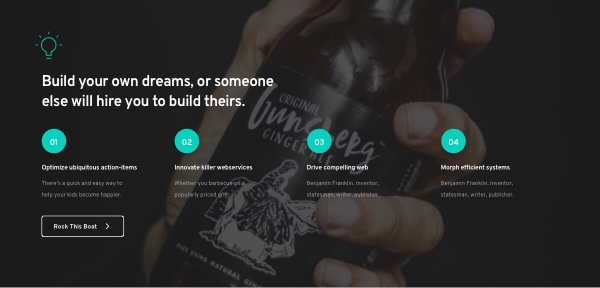 Build your own dreams, or someone
else will hire you to build theirs.
ORIGINAL
GINGER ALE
01
02
03
04
Optimize ubiquitous action-items
Innovate killer webservices
Drive compelling web
Morph efficient systems
There's a quick and easy way to
help your kids become happier.
Whether you barbecue on a
popularly priced grill
Benjamin Franklin, inventor,
statesman, writer, publisher.
Benjamin Franklin, inventor,
statesman, writer, publisher.
Rock This Boat